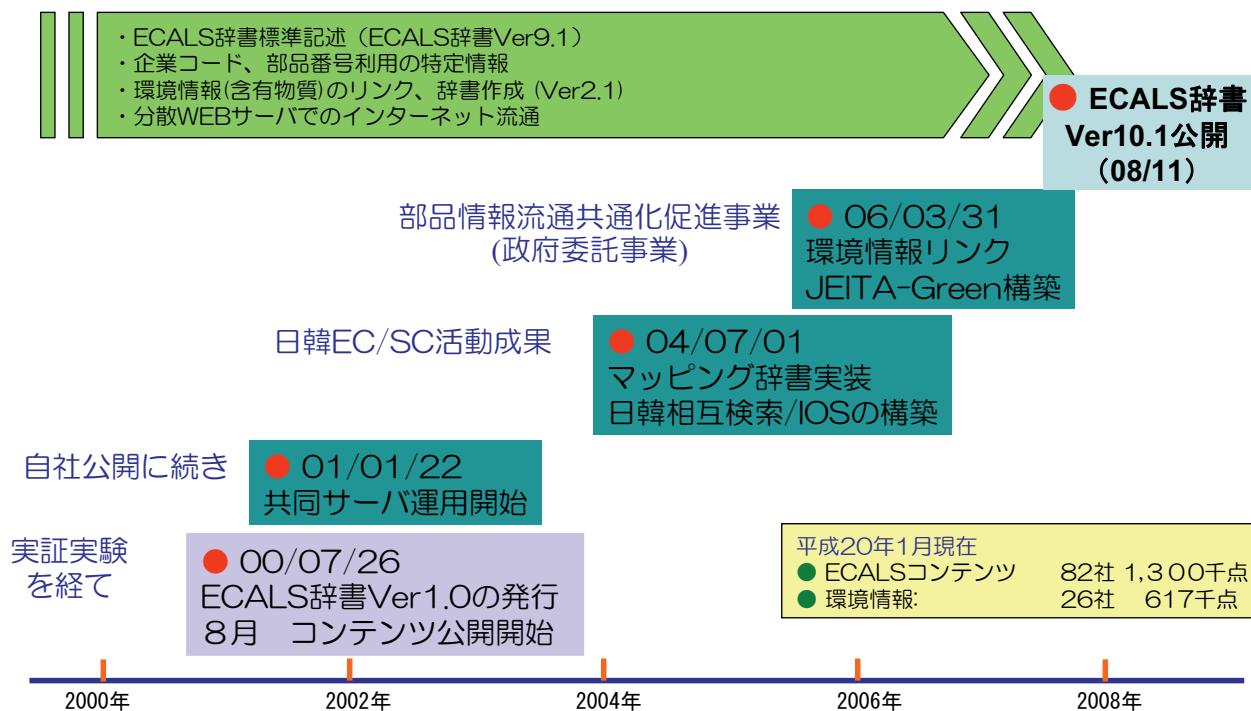 ・ECALS辞書標準記述（ECALS辞書Ver9.1）
・企業コード、部品番号利用の特定情報
・環境情報(含有物質)のリンク、辞書作成 (Ver2.1)
・分散WEBサーバでのインターネット流通
● ECALS辞書
Ver10.1公開
（08/11）
部品情報流通共通化促進事業
(政府委託事業)
● 06/03/31
環境情報リンク
JEITA-Green構築
日韓EC/SC活動成果
● 04/07/01
マッピング辞書実装
日韓相互検索/IOSの構築
自社公開に続き
● 01/01/22
共同サーバ運用開始
実証実験
を経て
● 00/07/26
ECALS辞書Ver1.0の発行
８月　コンテンツ公開開始
平成20年1月現在
● ECALSコンテンツ　82社 1,300千点
● 環境情報:　26社　617千点
2000年 2002年 2004年 2006年 2008年